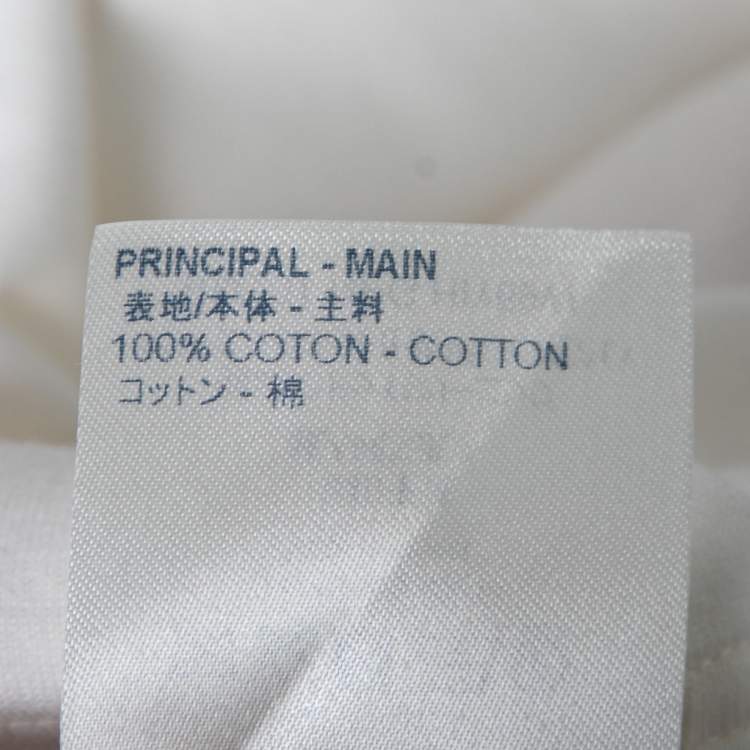 PRINCIPAL - MAIN
表地/本体 - 主料
100% COTON - COTTON
コットン - 棉